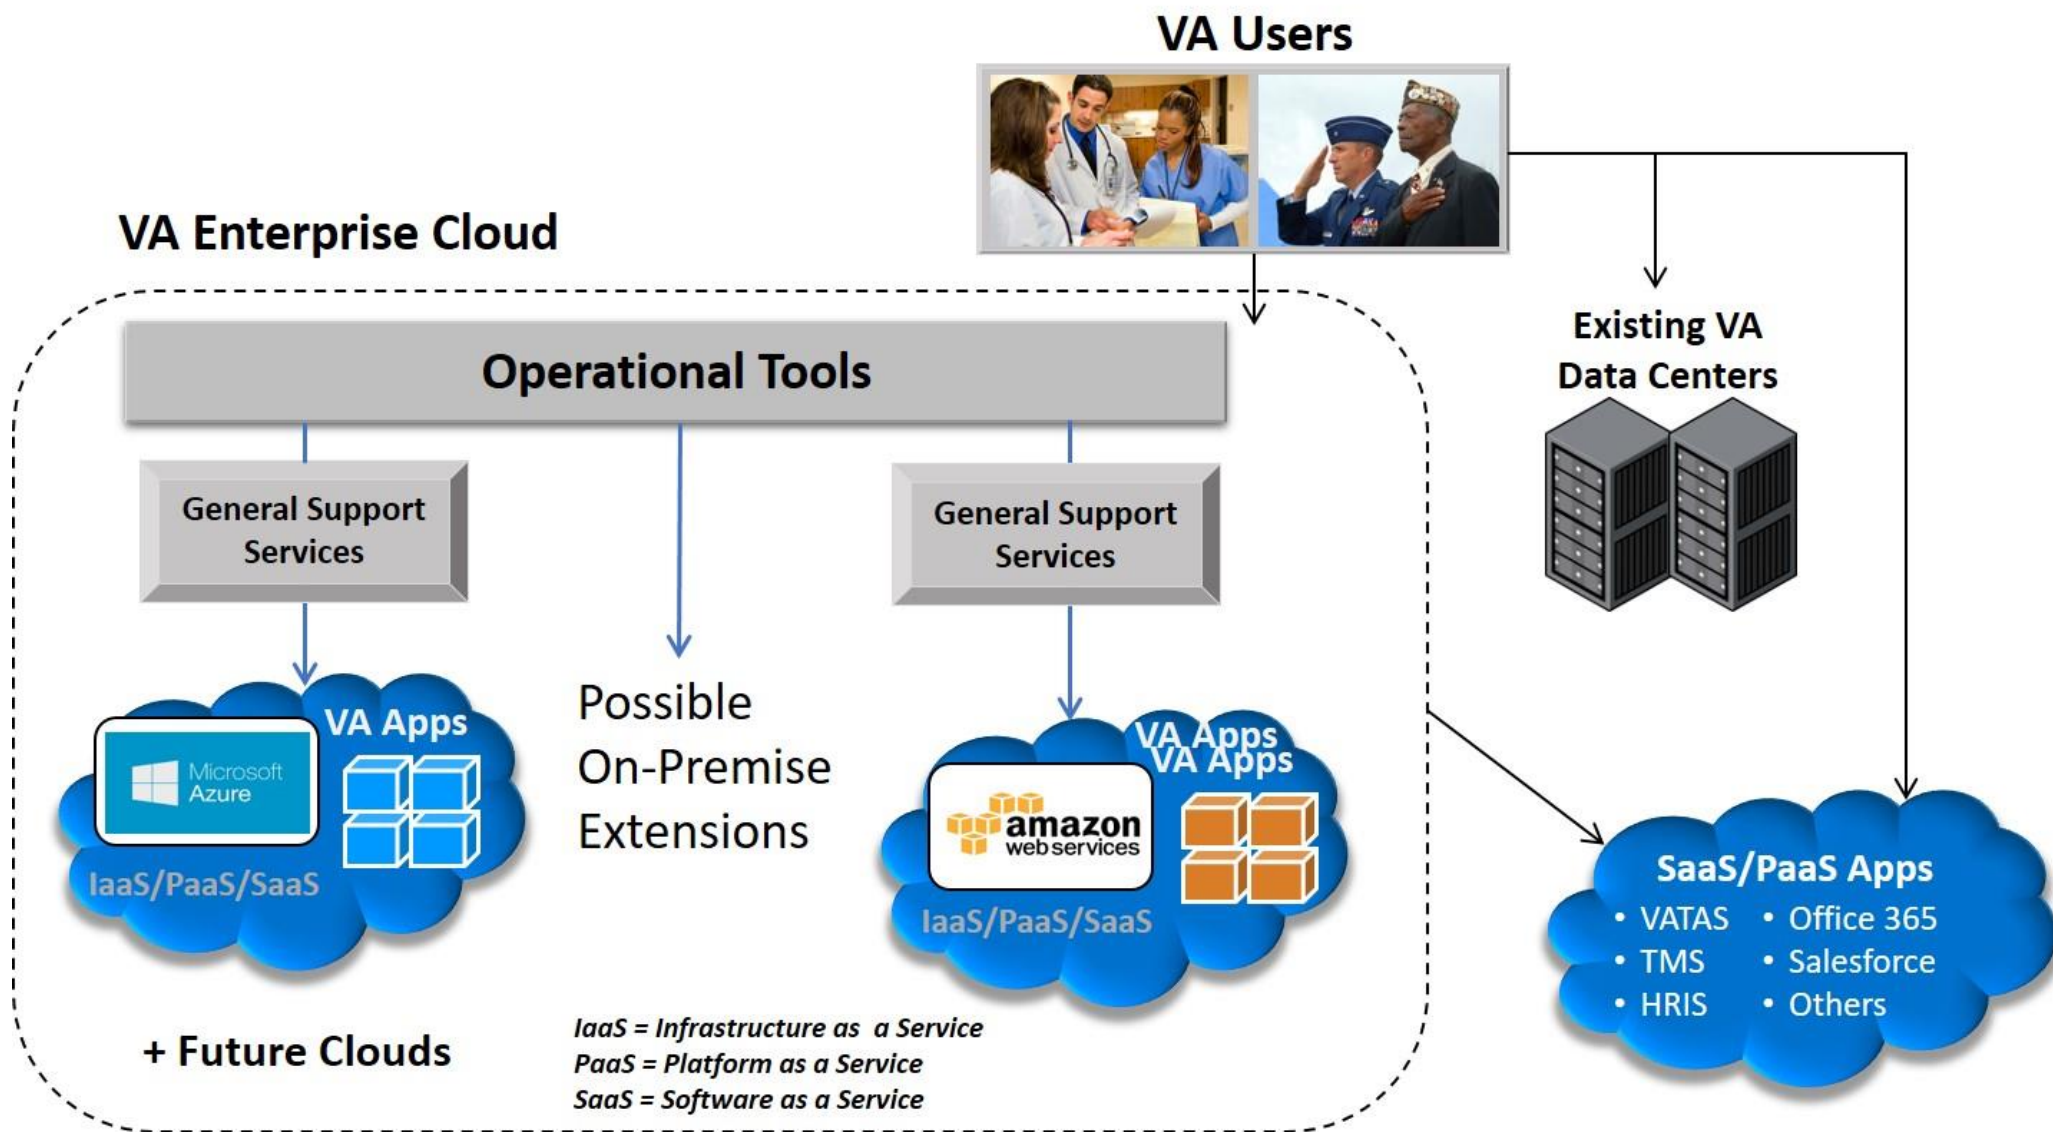 VA Users
VA Enterprise Cloud
Operational Tools
Existing VA
Data Centers
General Support
Services
General Support
Services
VA Apps
Microsoft
Azure
IaaS/PaaS/SaaS
Possible
On-Premise
Extensions
VA Apps
VA Apps
amazon
web services
IaaS/PaaS/SaaS
SaaS/PaaS Apps
• VATAS
• TMS
• HRIS
• Office 365
• Salesforce
• Others
+ Future Clouds
IaaS = Infrastructure as a Service
PaaS = Platform as a Service
SaaS = Software as a Service